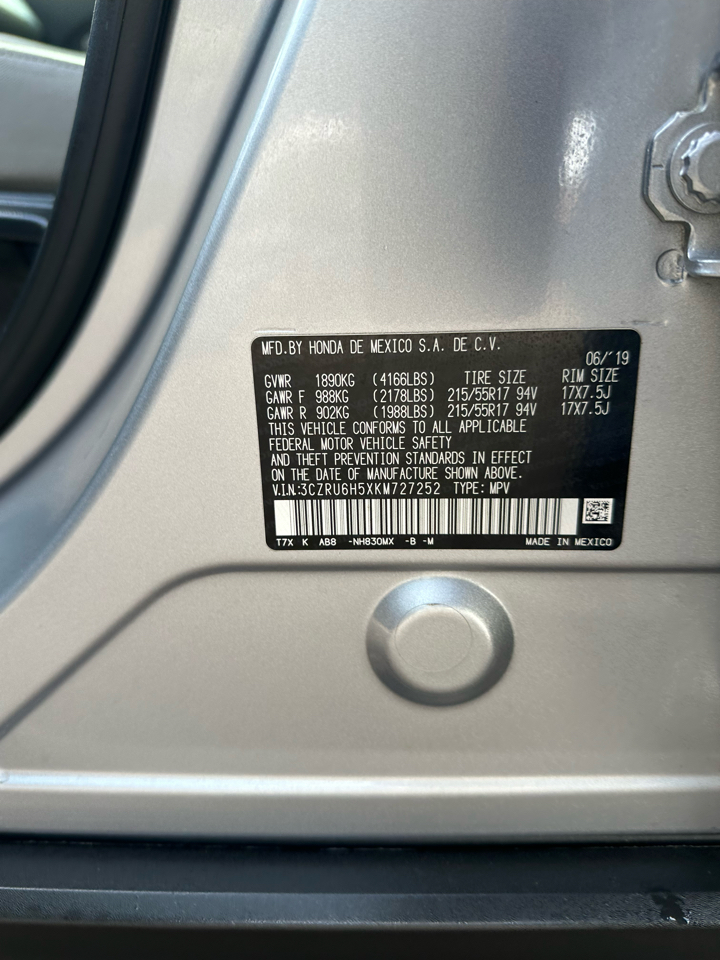 MFD.BY HONDA DE MEXICO S.A. DE C.V.
06/'19
GVWR 1890KG (4166LBS) TIRE SIZE RIM SIZE
GAWR F 988KG (2178LBS) 215/55R17 94V 17X7.5J
GAWR R 902KG (1988LBS) 215/55R17 94V 17X7.5J
THIS VEHICLE CONFORMS TO ALL APPLICABLE
FEDERAL MOTOR VEHICLE SAFETY
AND THEFT PREVENTION STANDARDS IN EFFECT
ON THE DATE OF MANUFACTURE SHOWN ABOVE.
V.I.N.:3CZRU6H5XKM727252 TYPE: MPV
T7X K AB8 -NH830MX -B -M MADE IN MEXICO